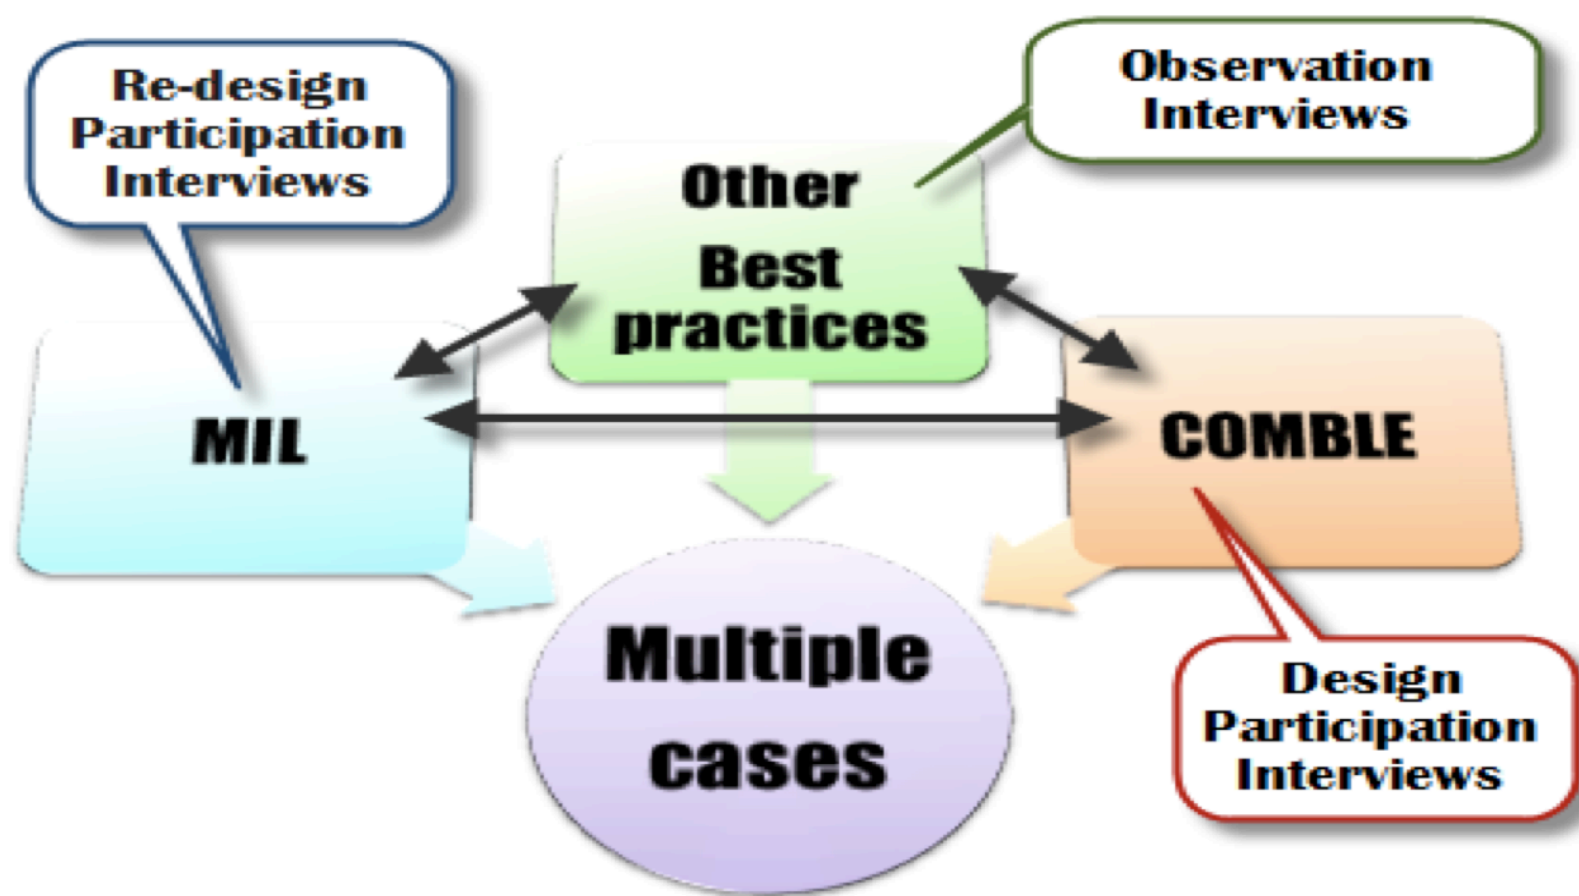 Re-design
Participation
Interviews
Observation
Interviews
Other
Best
practices
MIL
COMBLE
Multiple
cases
Design
Participation
Interviews